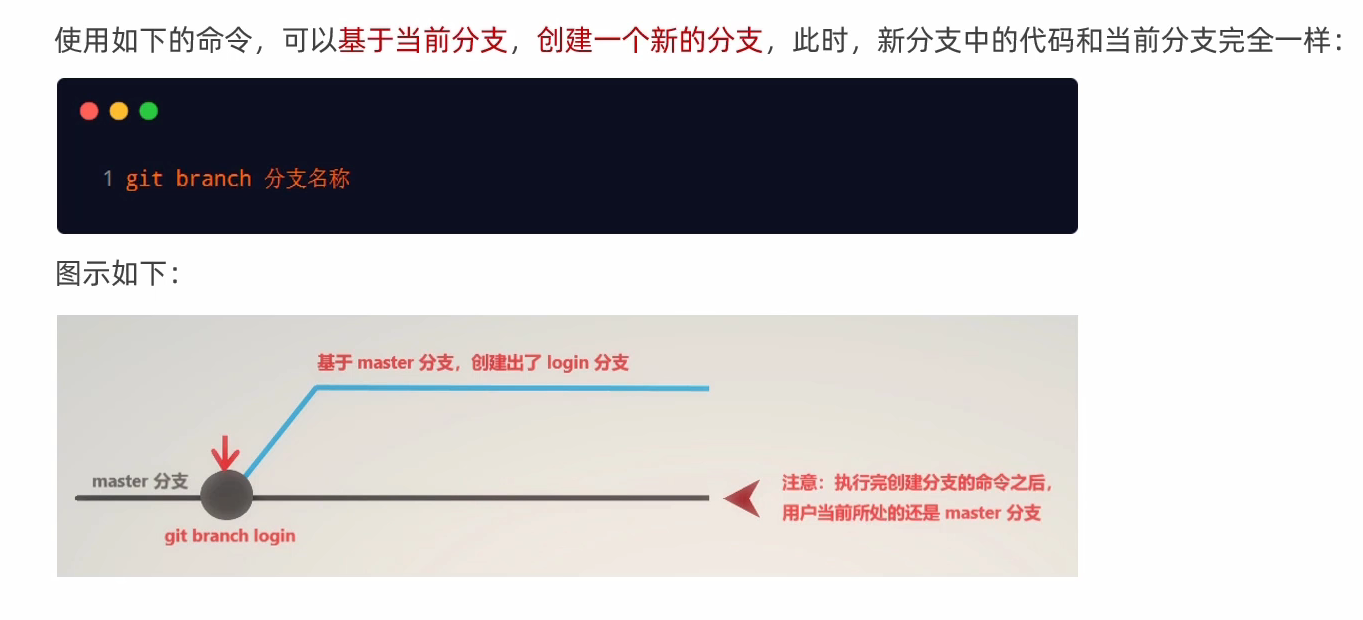 使用如下的命令，可以基于当前分支，创建一个新的分支，此时，新分支中的代码和当前分支完全一样：
1 git branch 分支名称
图示如下：
基于 master 分支，创建出了 login 分支
master 分支
git branch login
注意：执行完创建分支的命令之后，
用户当前所处的还是 master 分支